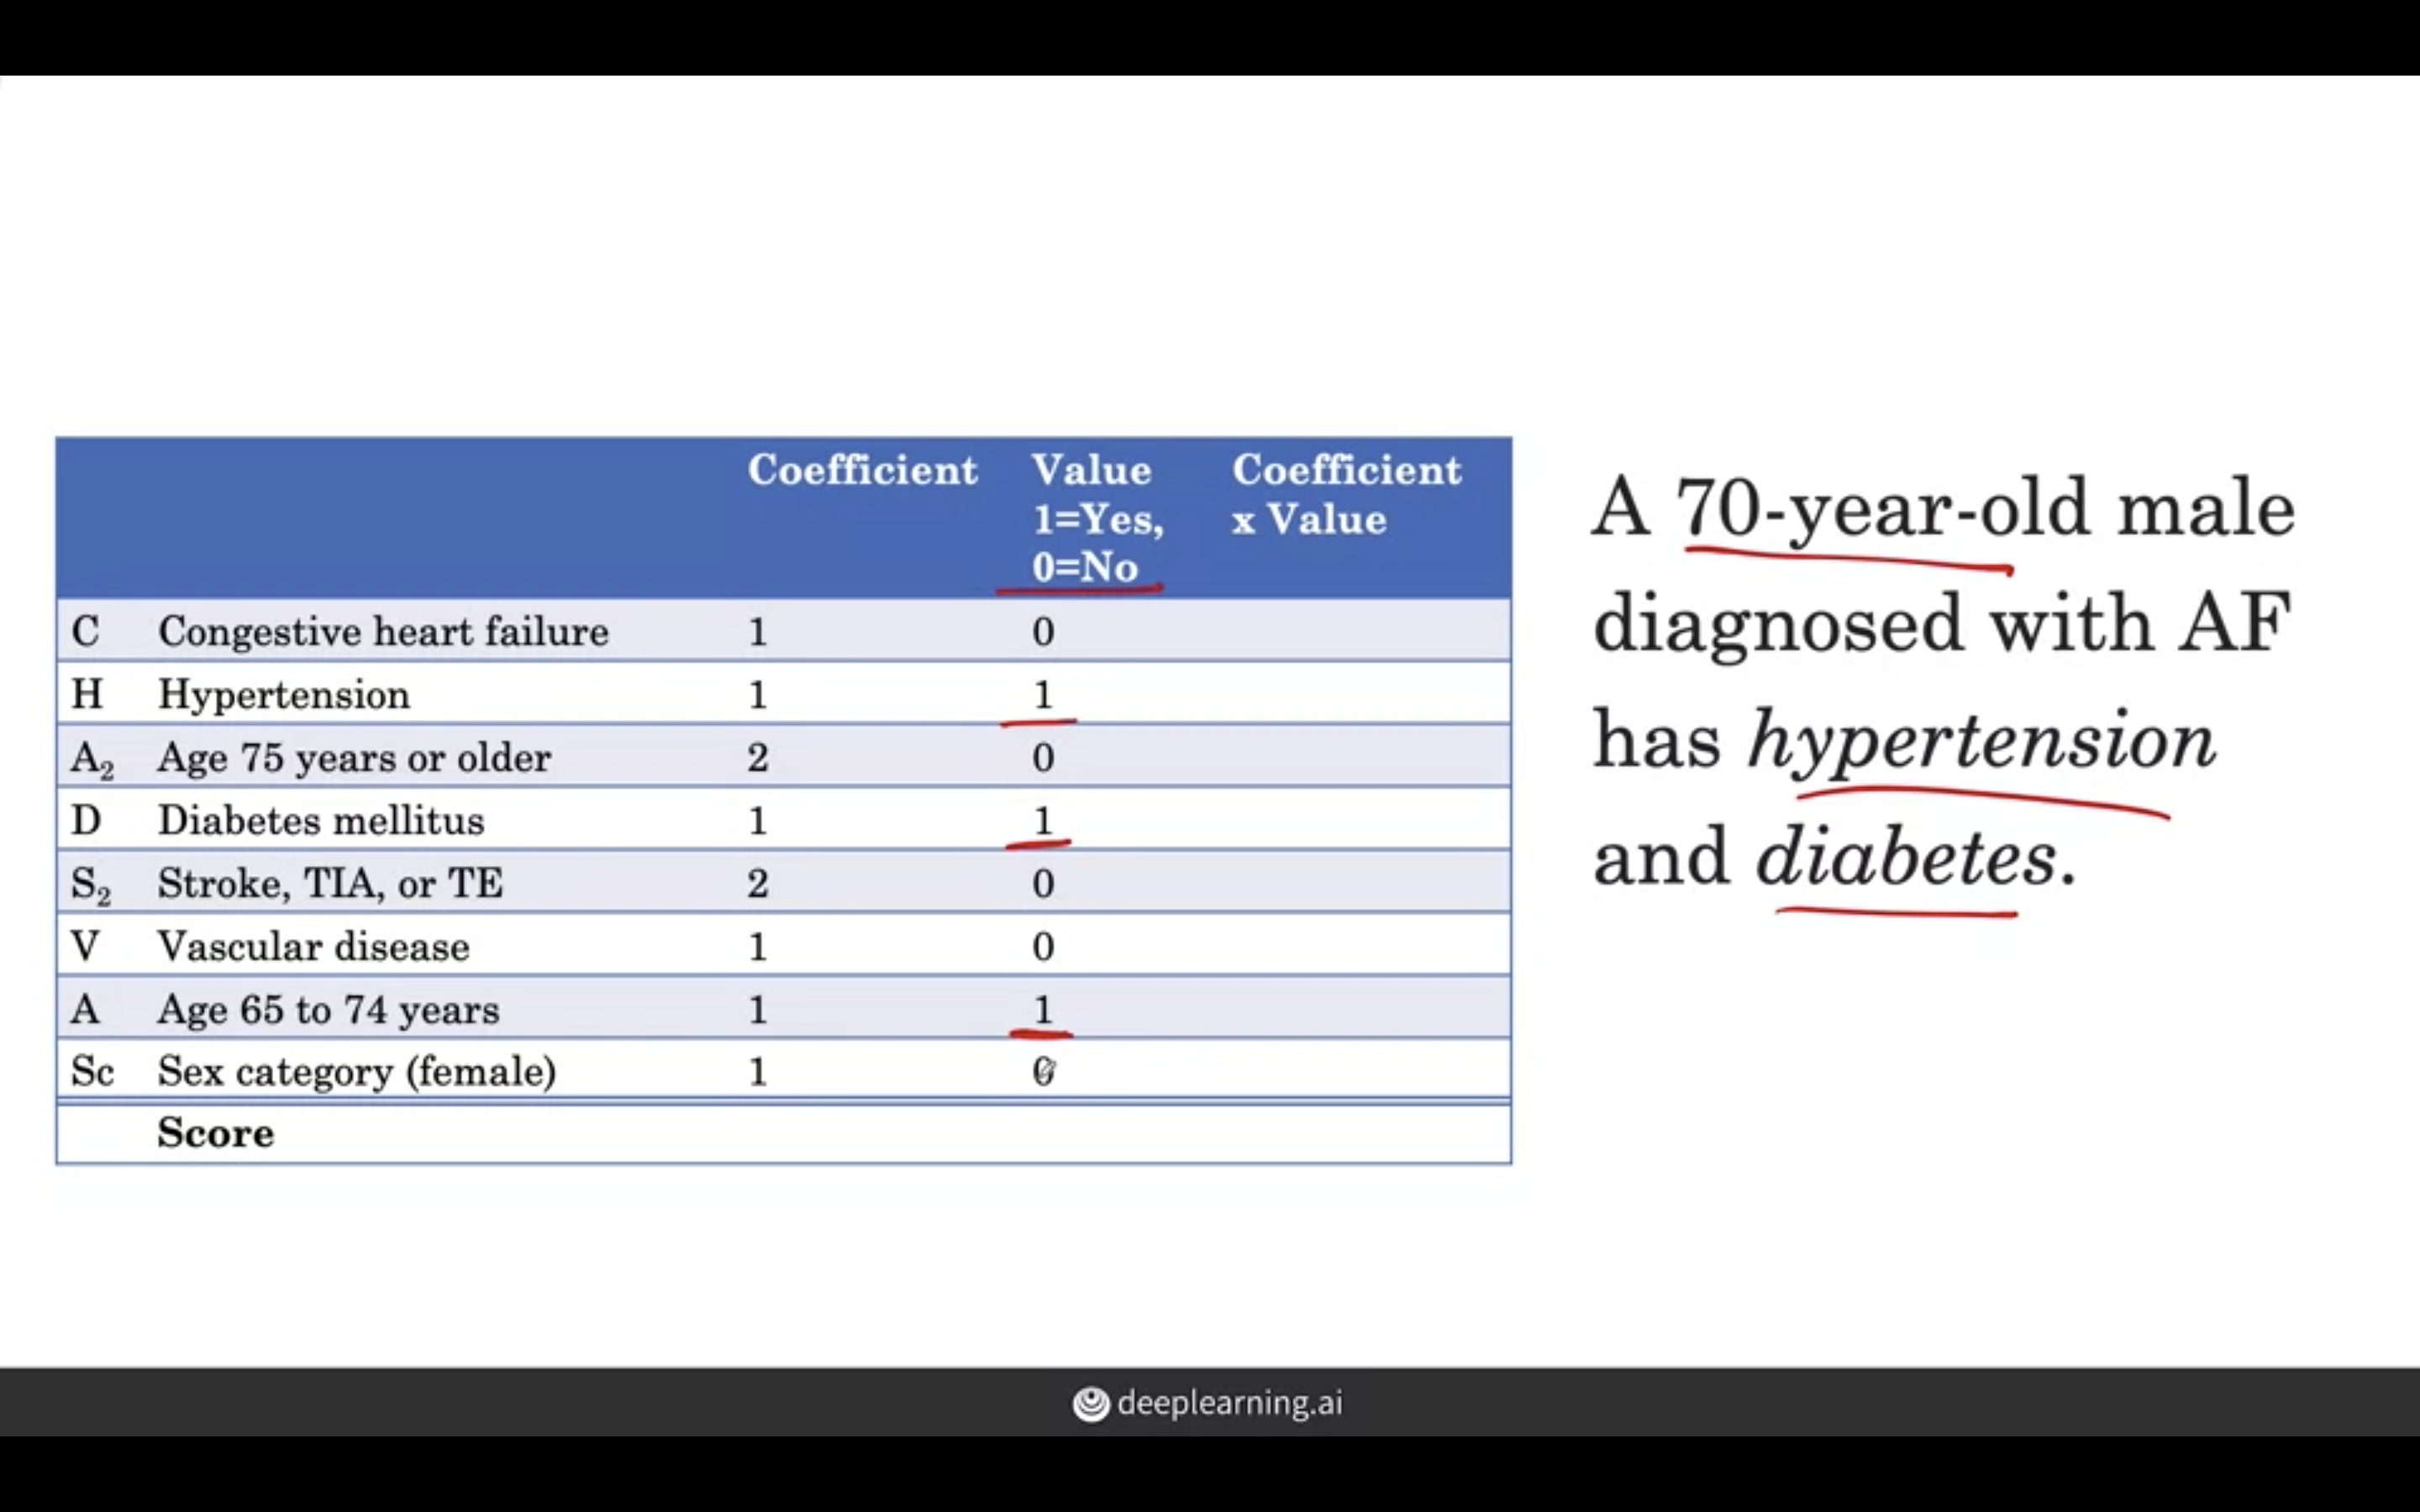 Coefficient Value Coefficient
1=Yes, x Value
0=No
C Congestive heart failure 1 0
H Hypertension 1 1
A₂ Age 75 years or older 2 0
D Diabetes mellitus 1 1
S₂ Stroke, TIA, or TE 2 0
V Vascular disease 1 0
A Age 65 to 74 years 1 1
Sc Sex category (female) 1 0
Score
A 70-year-old male
diagnosed with AF
has hypertension
and diabetes.
deeplearning.ai